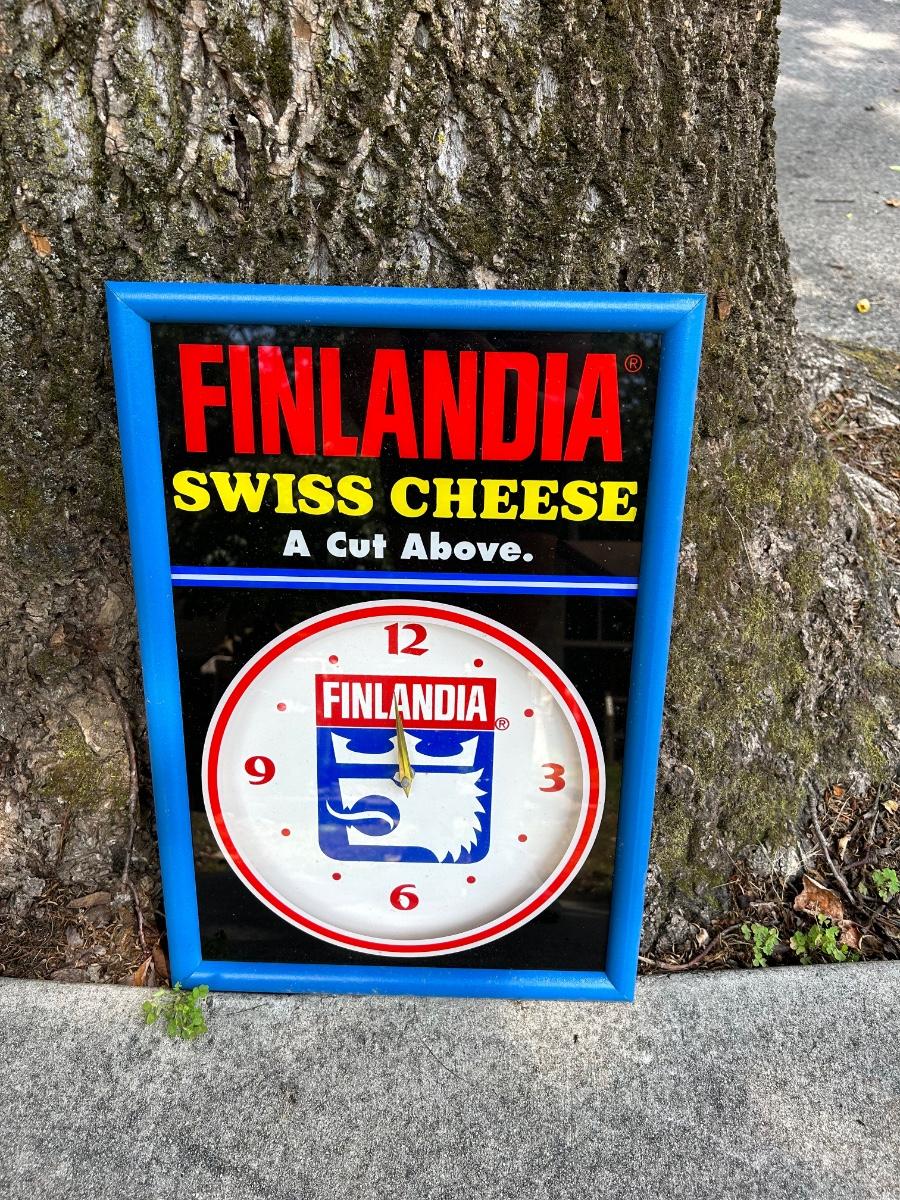 FINLANDIA®
SWISS CHEESE
A Cut Above.
12
FINLANDIA®
9
3
6